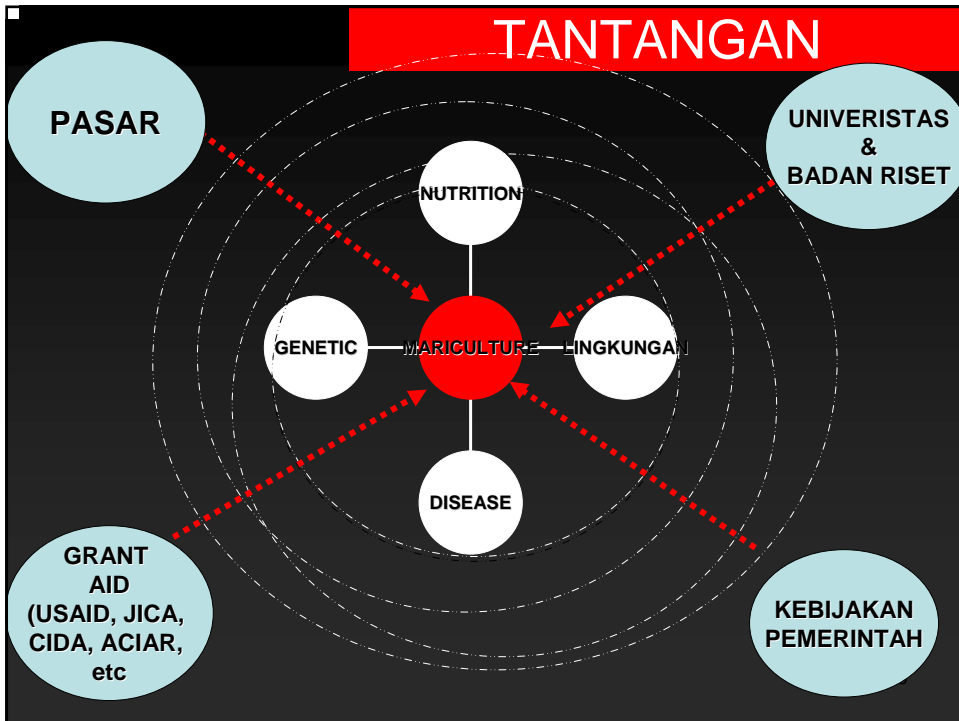 TANTANGAN
PASAR
UNIVERISTAS
&
BADAN RISET
NUTRITION
GENETIC
MARICULTURE
LINGKUNGAN
DISEASE
GRANT
AID
(USAID, JICA,
CIDA, ACIAR,
etc
KEBIJAKAN
PEMERINTAH